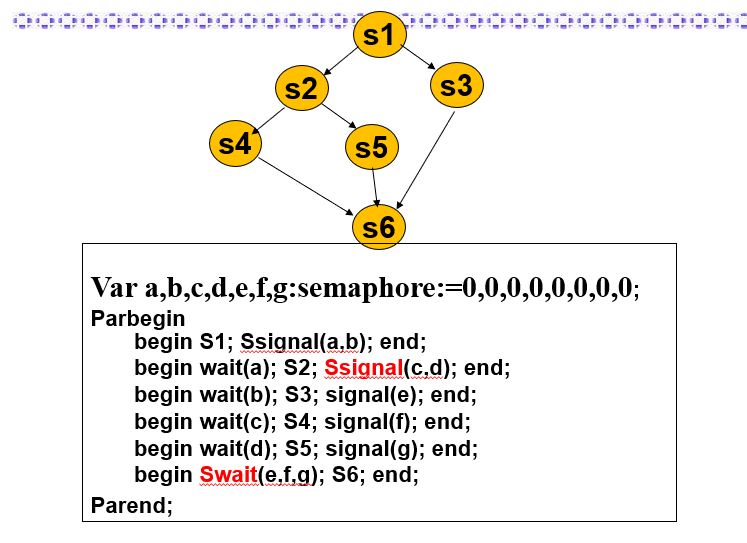 s1
s2
s3
s4
s5
s6
Var a,b,c,d,e,f,g:semaphore:=0,0,0,0,0,0,0,0;
Parbegin
begin S1; Ssignal(a,b); end;
begin wait(a); S2; Ssignal(c,d); end;
begin wait(b); S3; signal(e); end;
begin wait(c); S4; signal(f); end;
begin wait(d); S5; signal(g); end;
begin Swait(e,f,g); S6; end;
Parend;